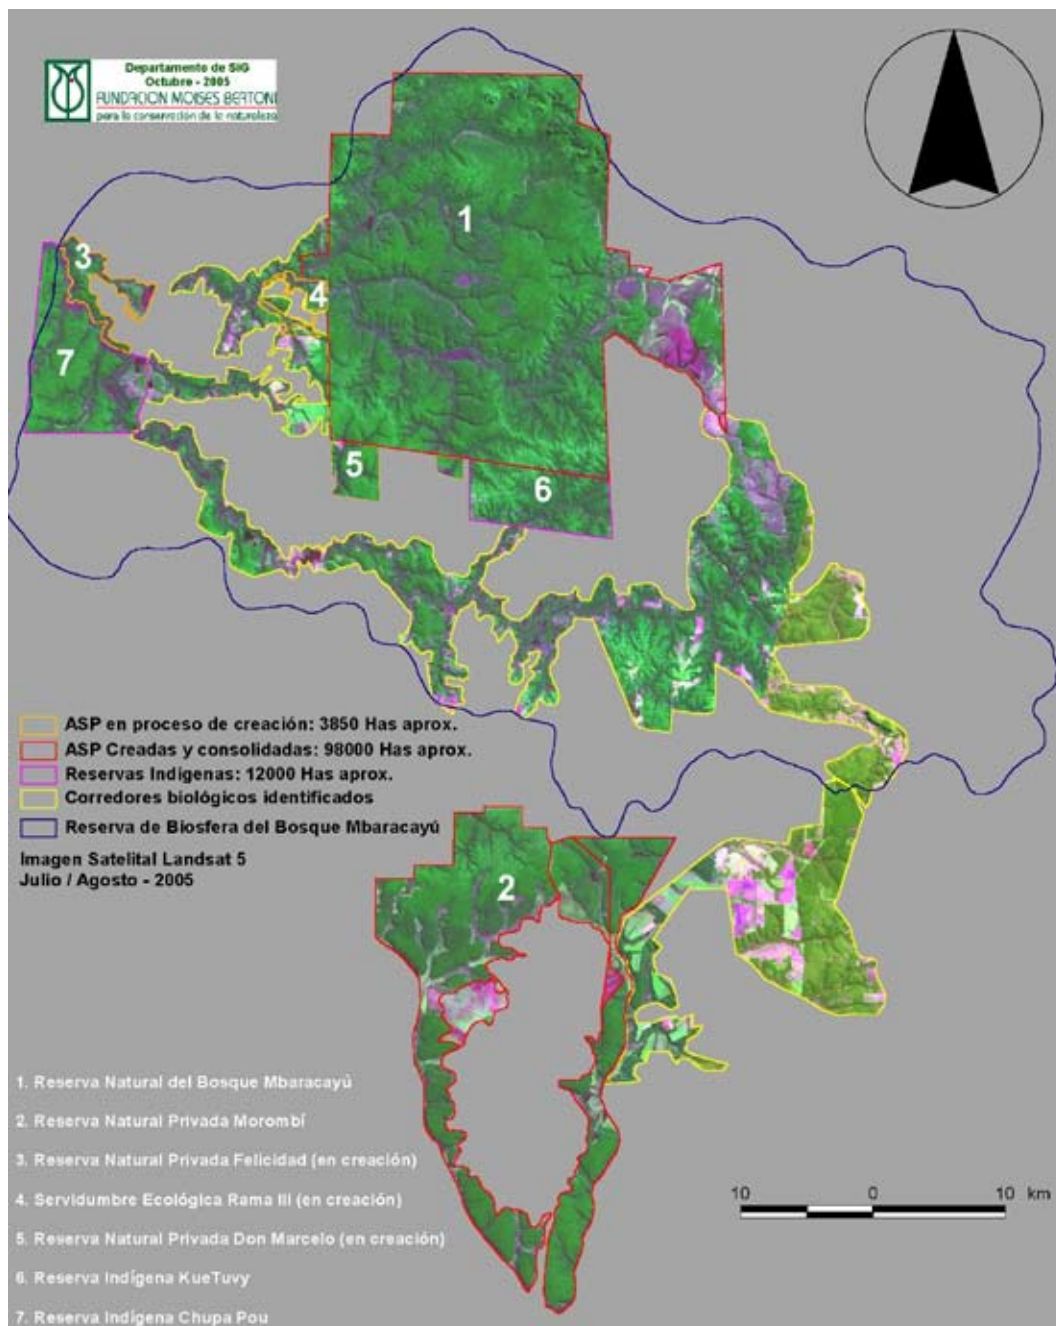 Departamento de SIG
Octubre - 2005
FUNDACION MOISES BERTONI
para la conservación de la naturaleza
1
3
4
7
5
6
ASP en proceso de creación: 3850 Has aprox.
ASP Creadas y consolidadas: 98000 Has aprox.
Reservas Indígenas: 12000 Has aprox.
Corredores biológicos identificados
Reserva de Biosfera del Bosque Mbaracayú
Imagen Satelital Landsat 5
Julio / Agosto - 2005
2
1. Reserva Natural del Bosque Mbaracayú
2. Reserva Natural Privada Morombí
3. Reserva Natural Privada Felicidad (en creación)
4. Servidumbre Ecológica Rama III (en creación)
5. Reserva Natural Privada Don Marcelo (en creación)
6. Reserva Indígena KueTuvy
7. Reserva Indígena Chupa Pou
10 0 10 km